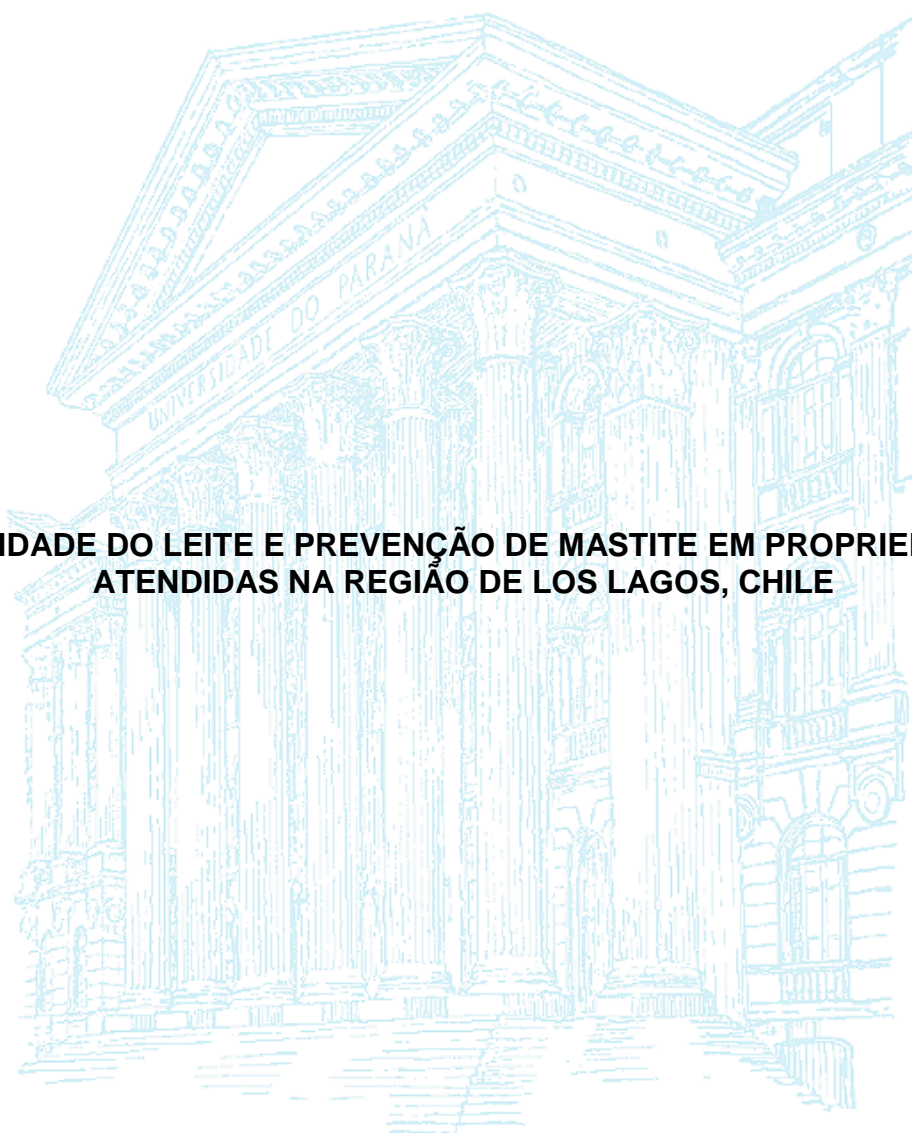 UNIVERSIDADE DO PARANÁ
IDADE DO LEITE E PREVENÇÃO DE MASTITE EM PROPRIE
ATENDIDAS NA REGIÃO DE LOS LAGOS, CHILE